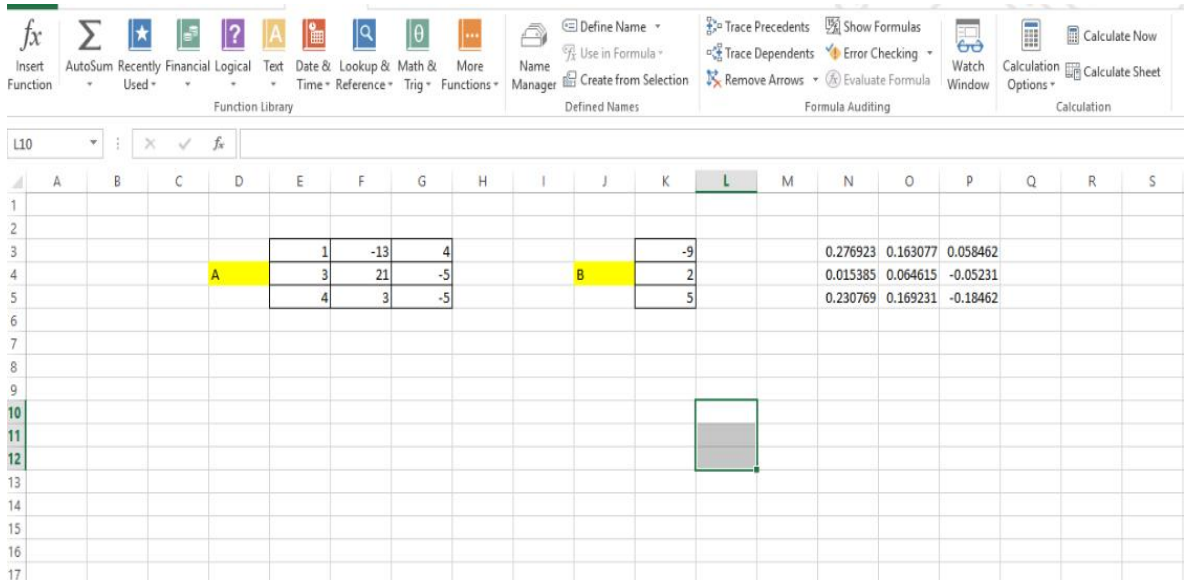 fx Σ ? A θ
Define Name
Trace Precedents Show Formulas
Calculate Now
Use in Formula
Trace Dependents Error Checking
Insert Function AutoSum Recently Used Financial Logical Text Date & Time Lookup & Reference Math & Trig More Functions
Name Manager Create from Selection
Remove Arrows Evaluate Formula
Watch Window Calculation Options Calculate Sheet
Function Library Defined Names Formula Auditing Calculation
L10 fx
A B C D E F G H I J K L M N O P Q R S
1
2
3 1 -13 4 -9 0.276923 0.163077 0.058462
4 A 3 21 -5 B 2 0.015385 0.064615 -0.05231
5 4 3 -5 5 0.230769 0.169231 -0.18462
6
7
8
9
10
11
12
13
14
15
16
17